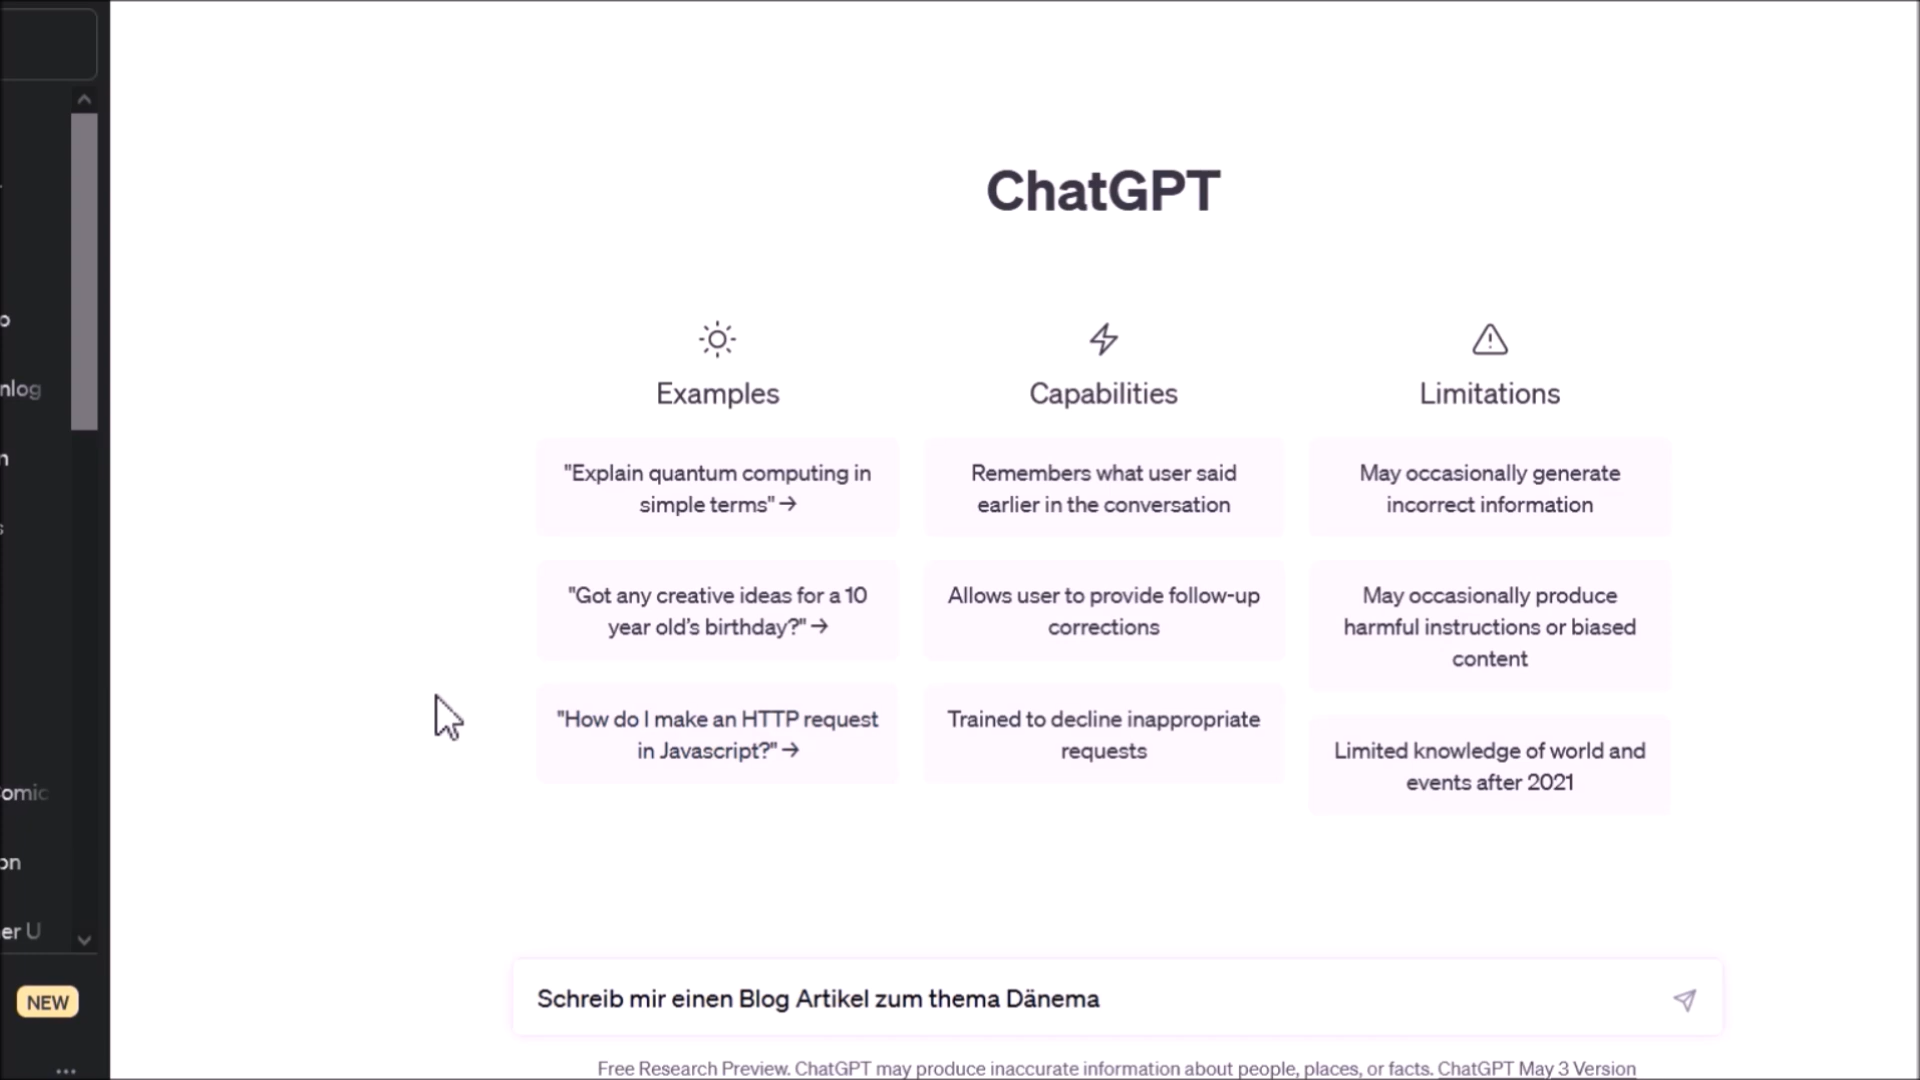 ChatGPT
Examples
Capabilities
Limitations
"Explain quantum computing in
simple terms" →
Remembers what user said
earlier in the conversation
May occasionally generate
incorrect information
"Got any creative ideas for a 10
year old's birthday?" →
Allows user to provide follow-up
corrections
May occasionally produce
harmful instructions or biased
content
"How do I make an HTTP request
in Javascript?" →
Trained to decline inappropriate
requests
Limited knowledge of world and
events after 2021
nlog
omic
on
er U
NEW
...
Schreib mir einen Blog Artikel zum thema Dänema
Free Research Preview. ChatGPT may produce inaccurate information about people, places, or facts. ChatGPT May 3 Version